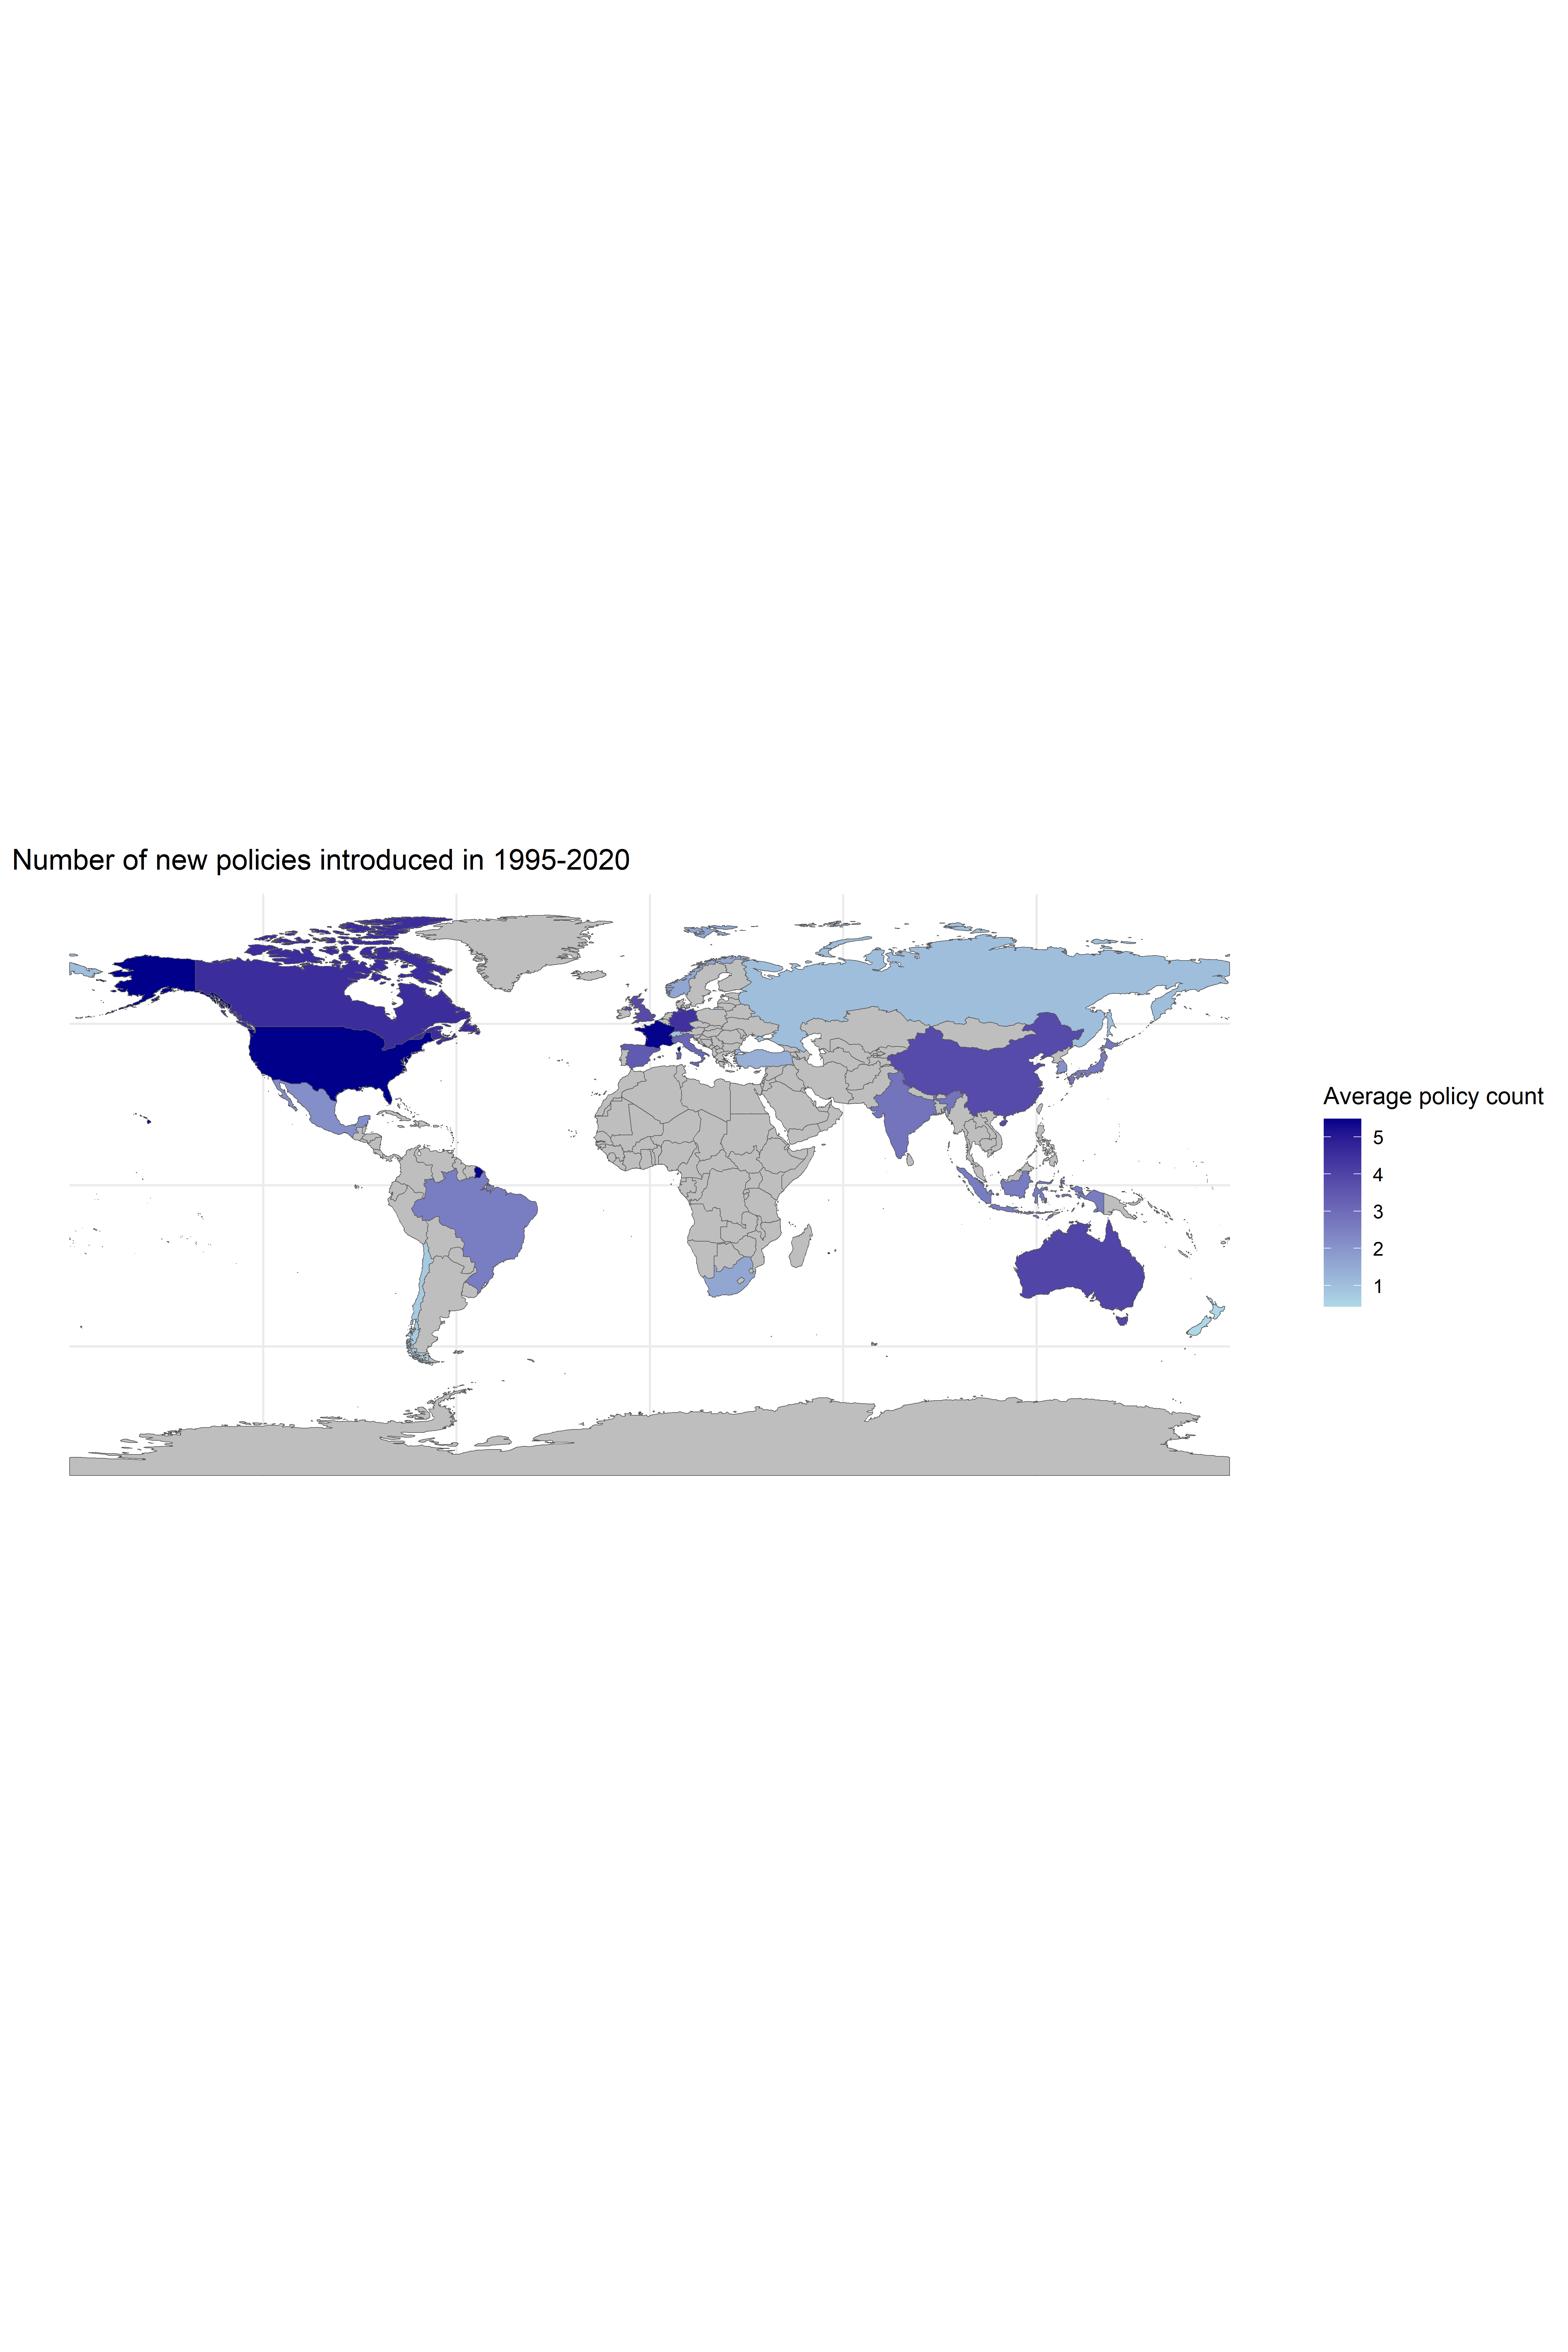 Number of new policies introduced in 1995-2020
Average policy count
5
4
3
2
1